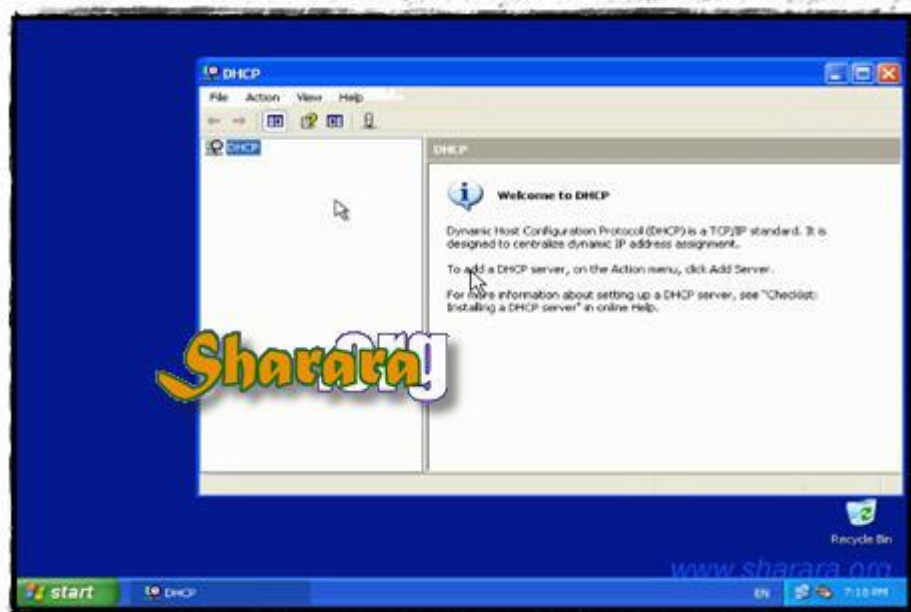 DHCP
File Action View Help
DHCP
DHCP
Welcome to DHCP
Dynamic Host Configuration Protocol (DHCP) is a TCP/IP standard. It is
designed to centralize dynamic IP address assignment.
To add a DHCP server, on the Action menu, click Add Server.
For more information about setting up a DHCP server, see "Checklist:
Installing a DHCP server" in online Help.
Sharara.org
Recycle Bin
www.sharara.org
start DHCP EN 7:18 PM